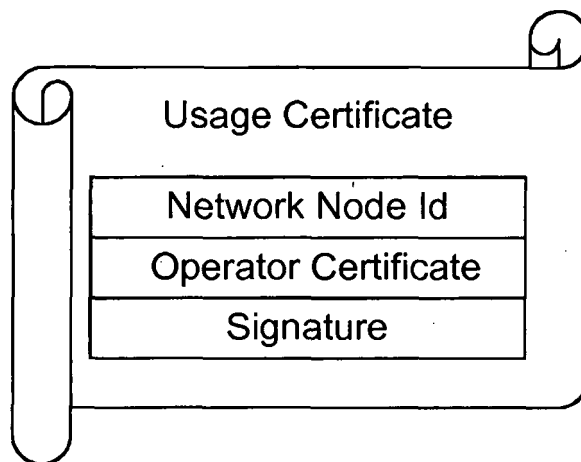 Usage Certificate
Network Node Id
Operator Certificate
Signature